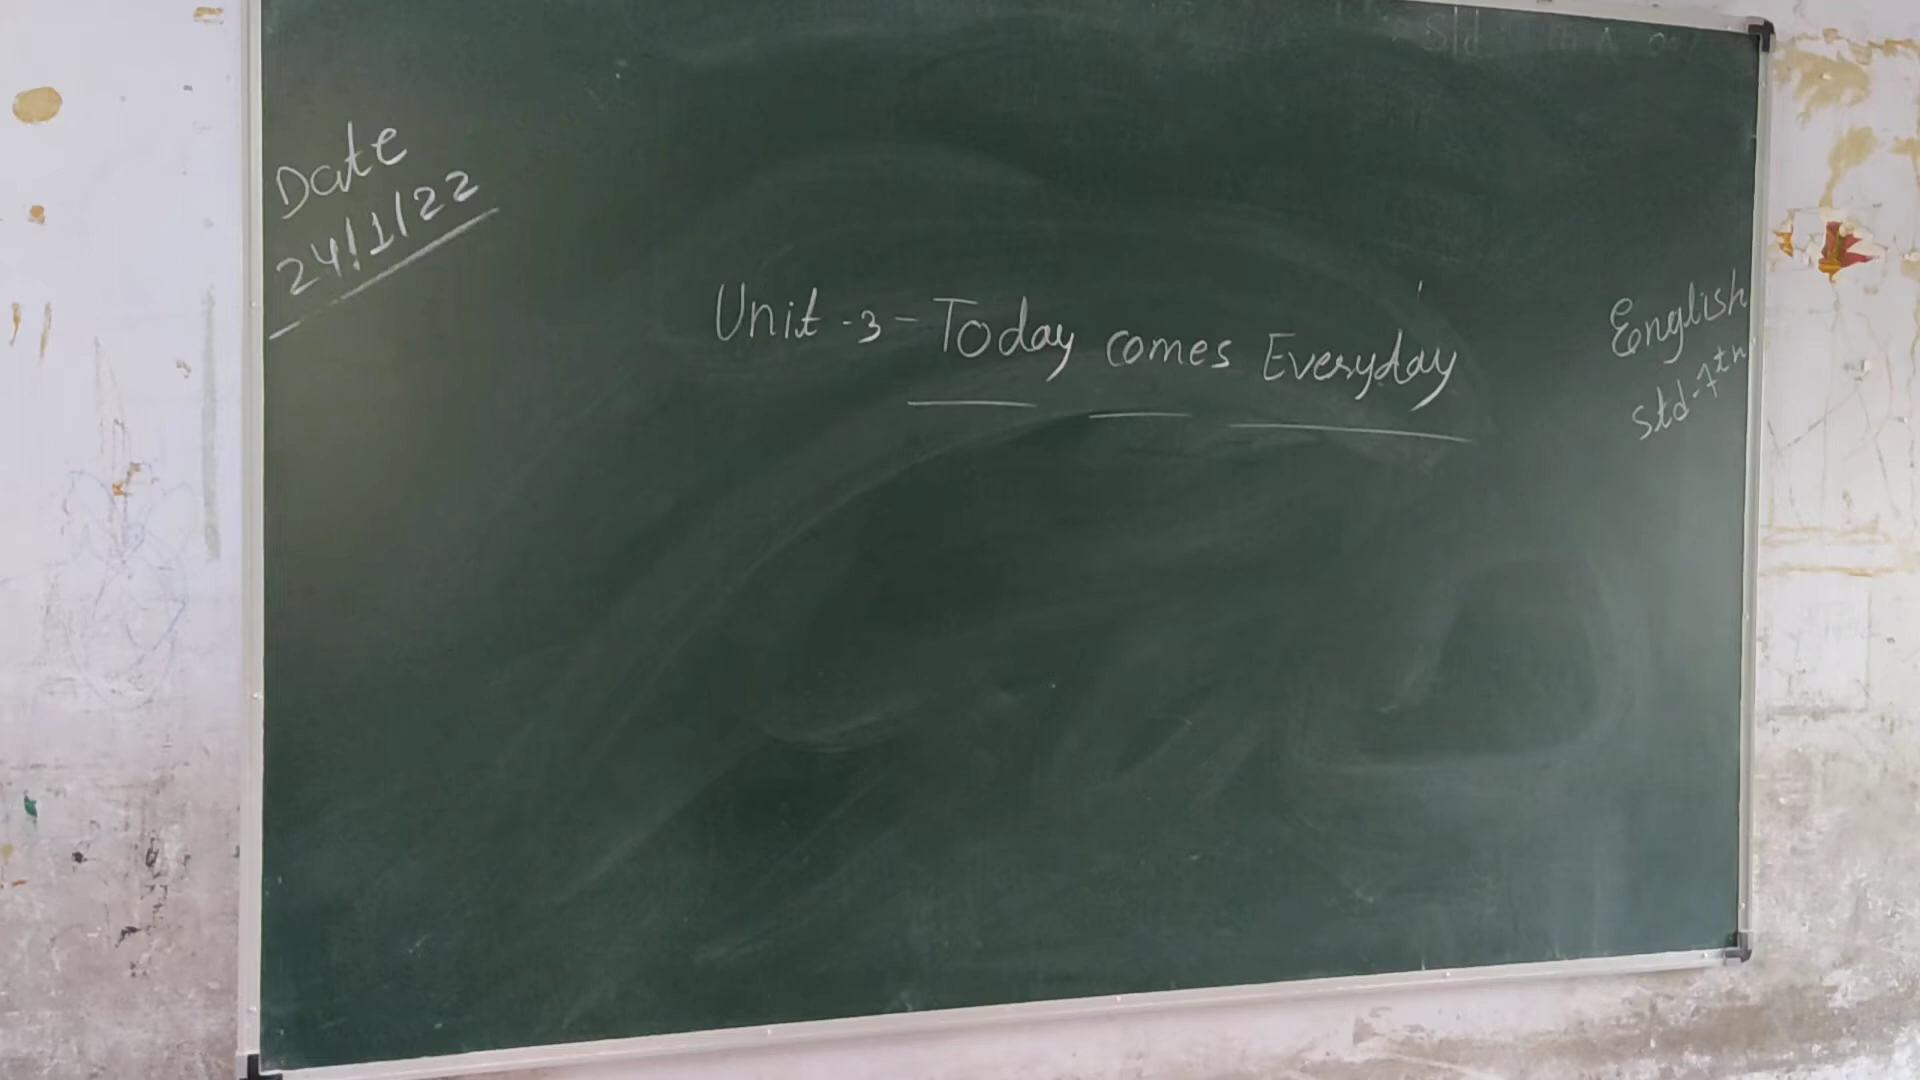 Date
24/1/22
Unit-3-Today comes Everyday
English
std-7th